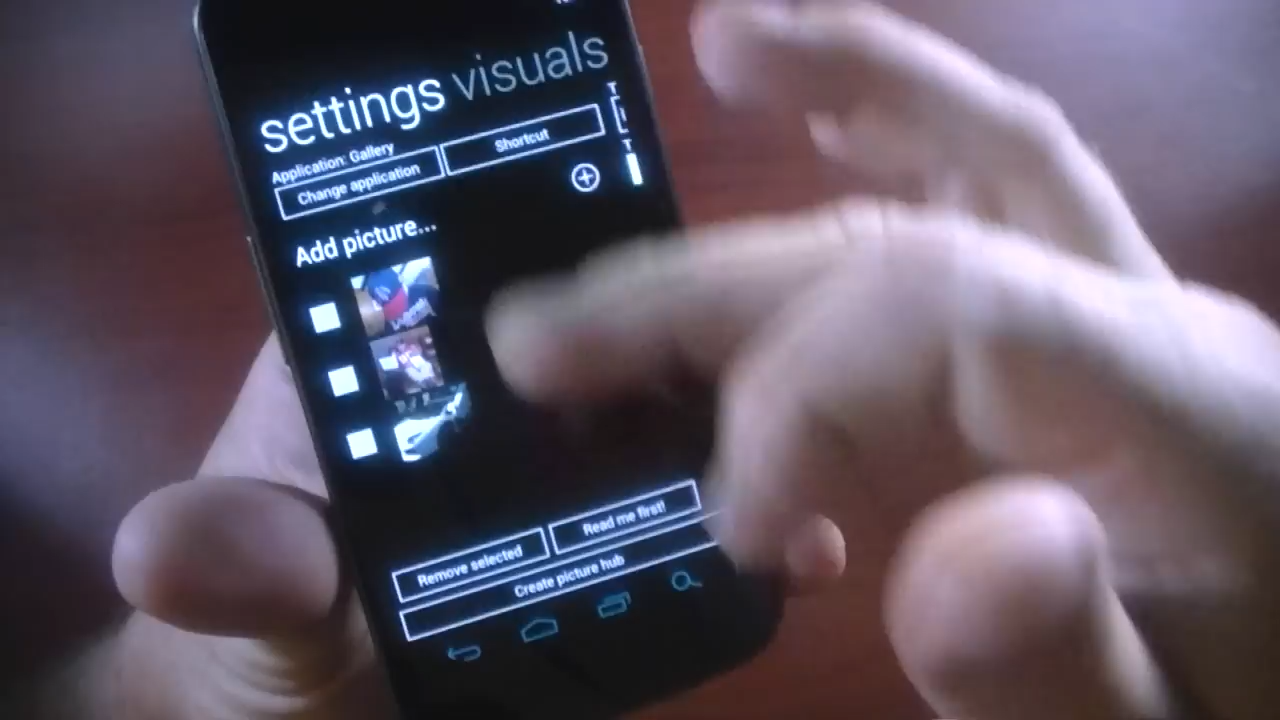 settings visuals
Application: Gallery
Change application Shortcut
Add picture...
Remove selected Read me first!
Create picture hub